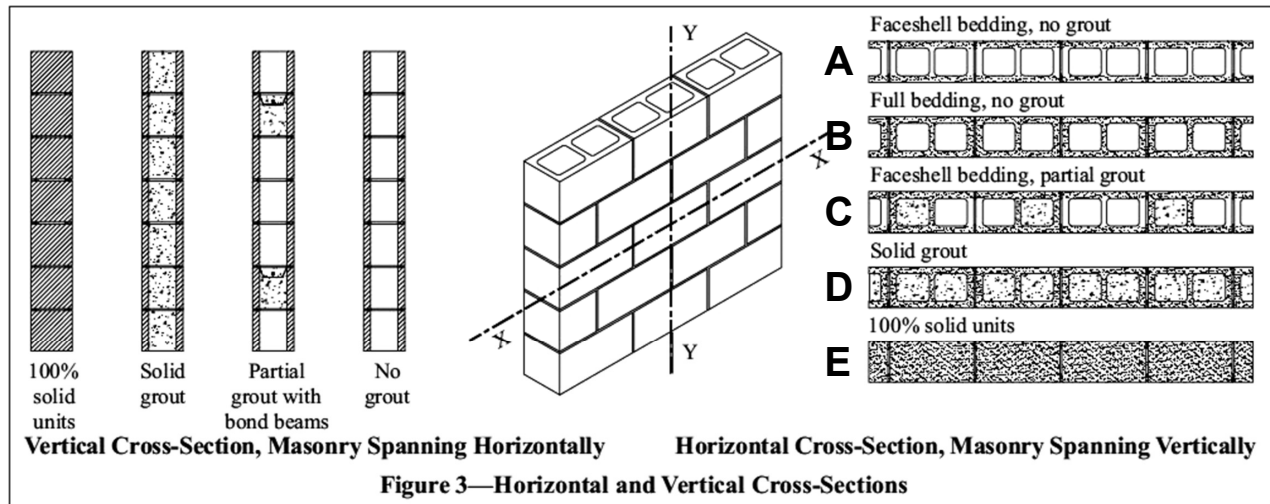 100%
solid
units
Solid
grout
Partial
grout with
bond beams
No
grout
Vertical Cross-Section, Masonry Spanning Horizontally
Y
X
X
Y
A
Faceshell bedding, no grout
B
Full bedding, no grout
C
Faceshell bedding, partial grout
D
Solid grout
E
100% solid units
Horizontal Cross-Section, Masonry Spanning Vertically
Figure 3—Horizontal and Vertical Cross-Sections